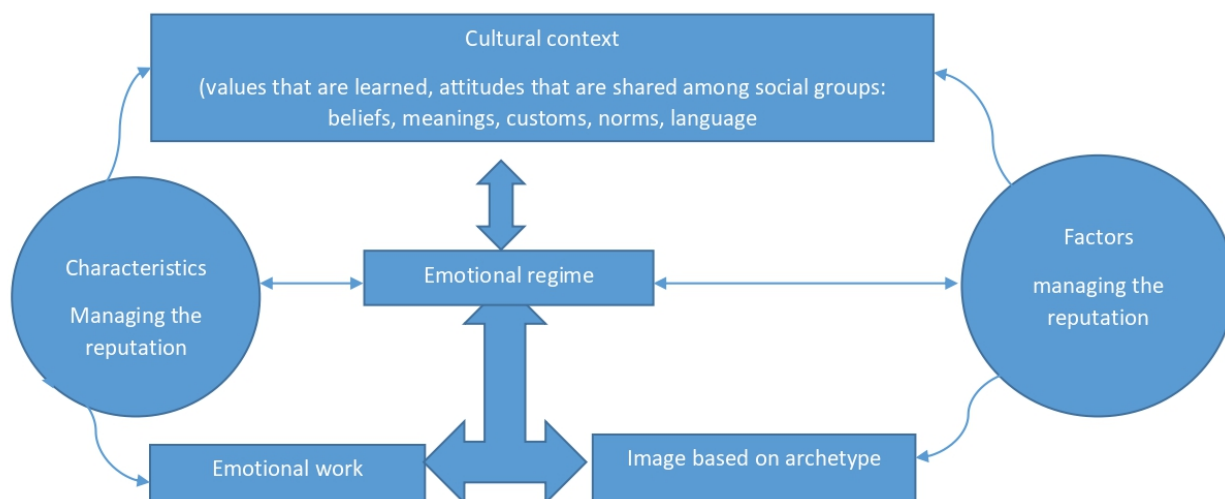 Cultural context
(values that are learned, attitudes that are shared among social groups:
beliefs, meanings, customs, norms, language
Characteristics
Managing the
reputation
Emotional regime
Factors
managing the
reputation
Emotional work
Image based on archetype